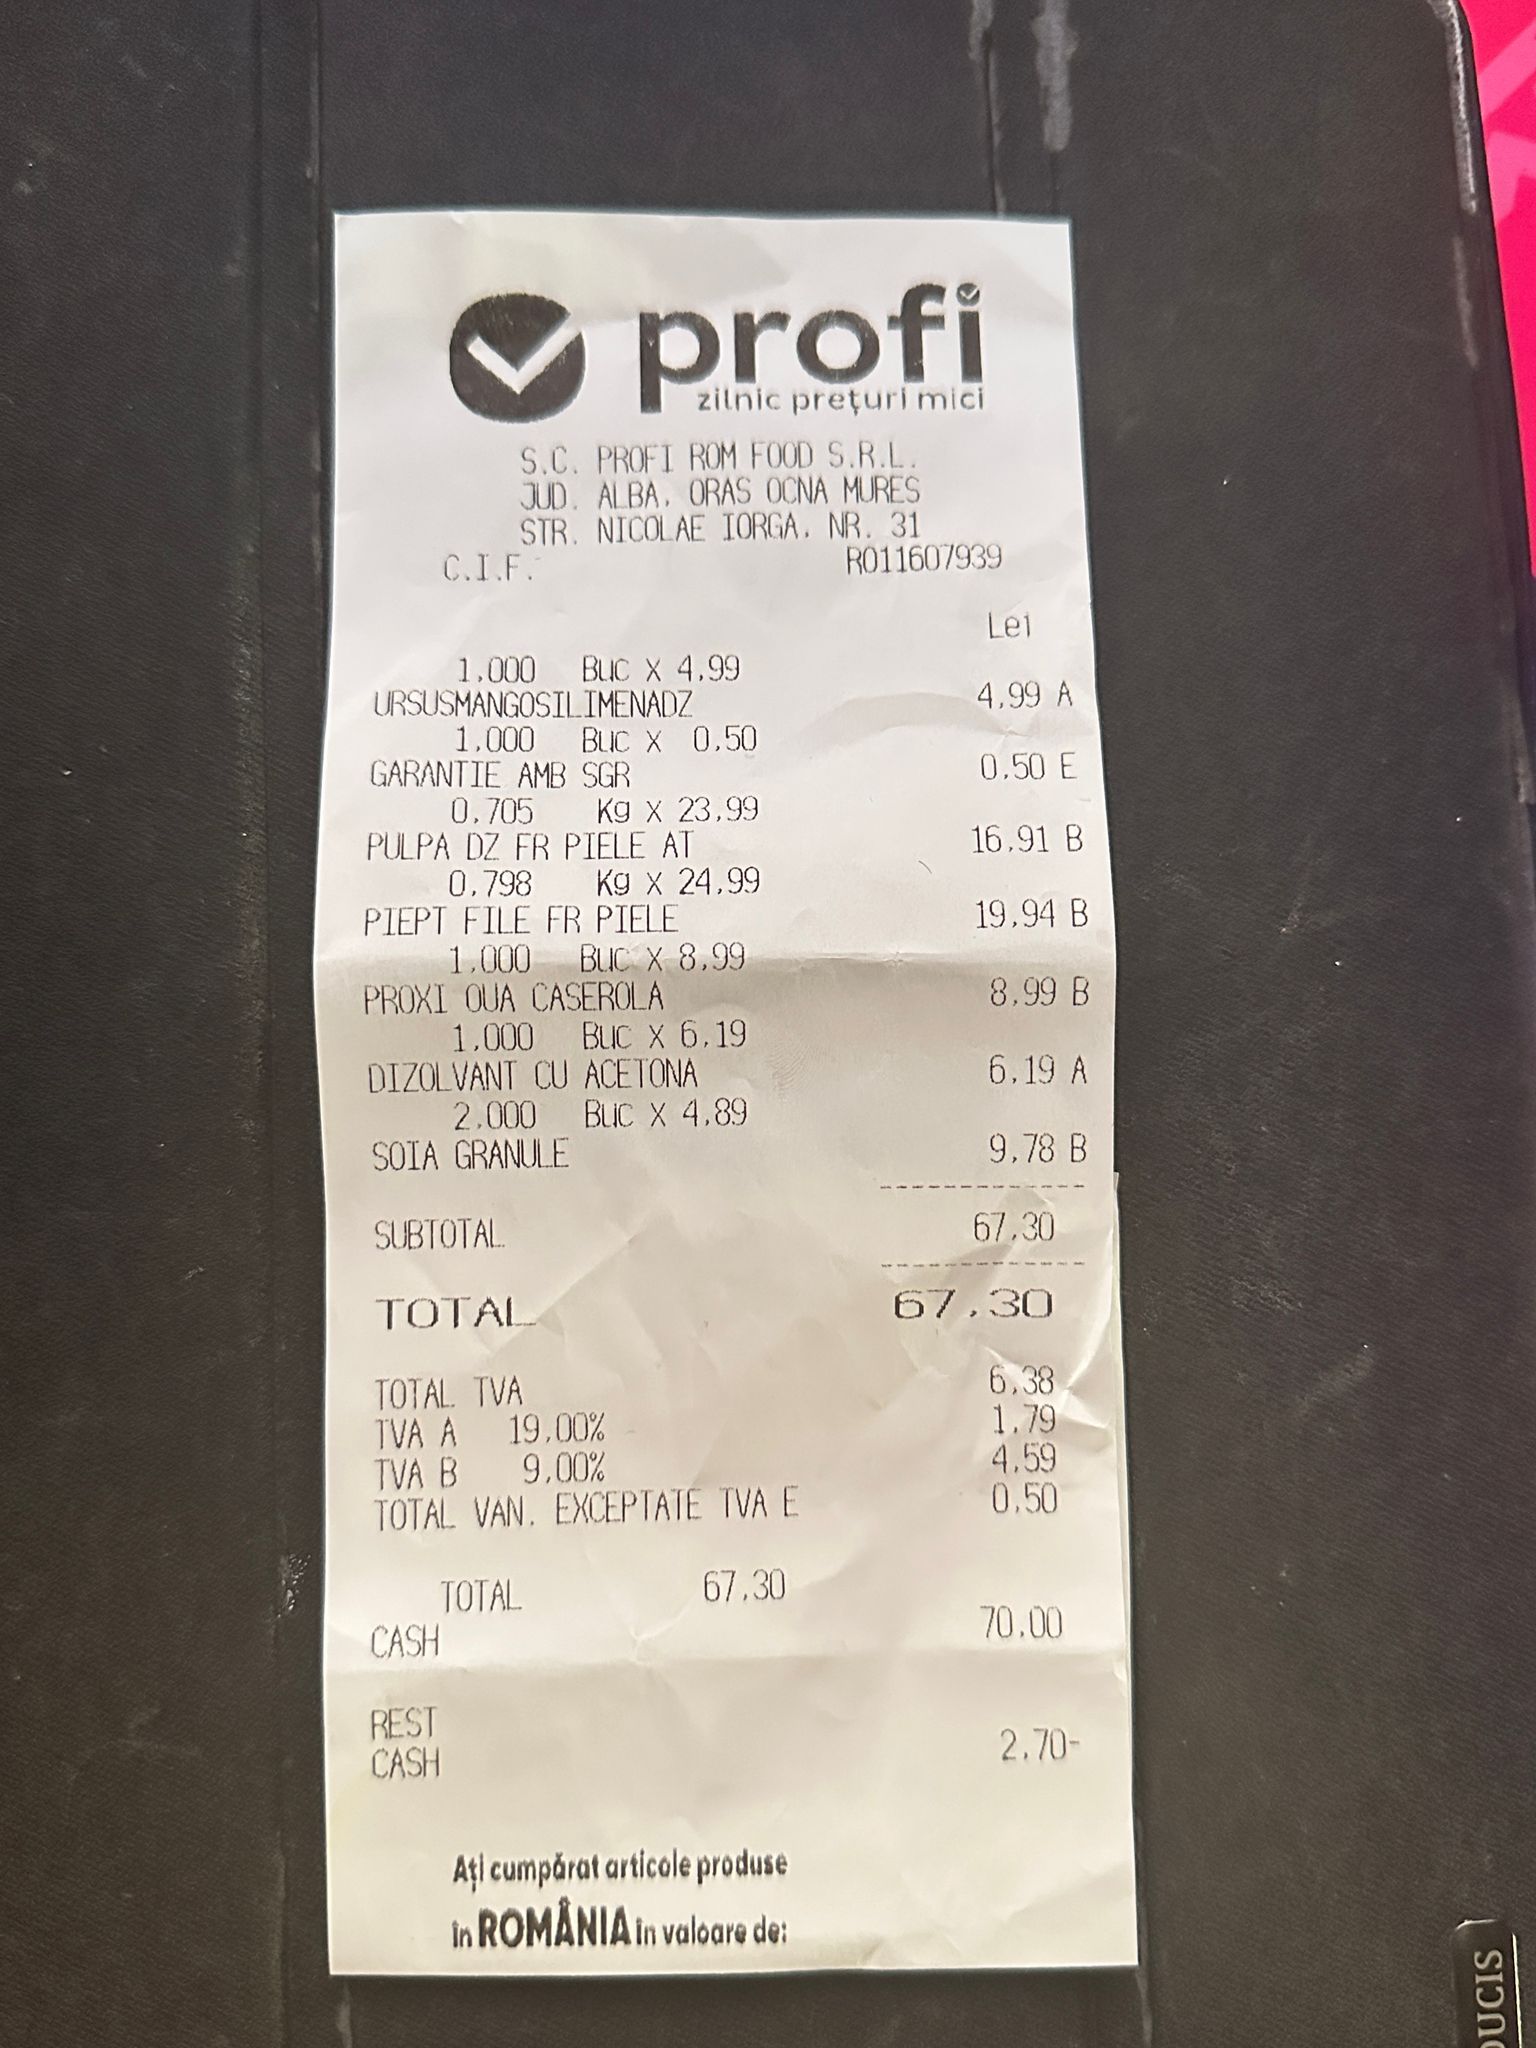 profi
zilnic prețuri mici
S.C. PROFI ROM FOOD S.R.L.
JUD. ALBA, ORAS OCNA MURES
STR. NICOLAE IORGA, NR. 31
C.I.F. RO11607939
Lei
1,000 Buc X 4,99
URSUSMANGOSILIMENADZ 4,99 A
1,000 Buc X 0,50
GARANTIE AMB SGR 0,50 E
0,705 Kg X 23,99
PULPA DZ FR PIELE AT 16,91 B
0,798 Kg X 24,99
PIEPT FILE FR PIELE 19,94 B
1,000 Buc X 8,99
PROXI OUA CASEROLA 8,99 B
1,000 Buc X 6,19
DIZOLVANT CU ACETONA 6,19 A
2,000 Buc X 4,89
SOIA GRANULE 9,78 B
SUBTOTAL 67,30
TOTAL 67,30
TOTAL TVA 6,38
TVA A 19,00% 1,79
TVA B 9,00% 4,59
TOTAL VAN. EXCEPTATE TVA E 0,50
TOTAL 67,30
CASH 70,00
REST
CASH 2,70-
Ați cumpărat articole produse
în ROMÂNIA în valoare de: